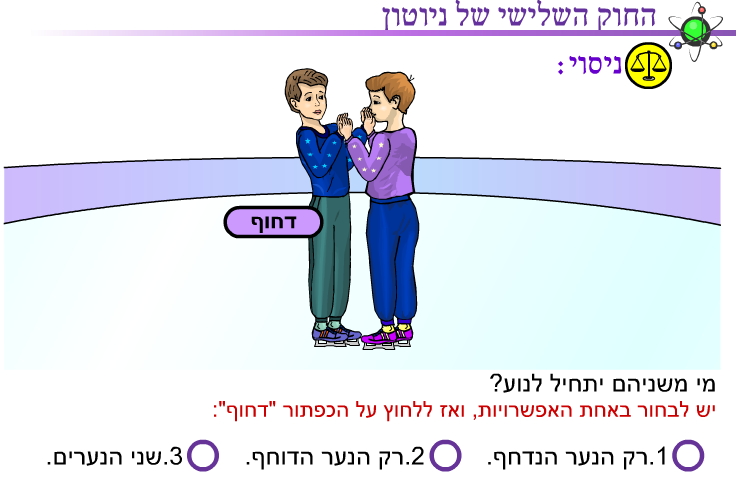 החוק השלישי של ניוטון
ניסוי:
דחוף
מי משניהם יתחיל לנוע?
יש לבחור באחת האפשרויות, ואז ללחוץ על הכפתור "דחוף":
1.רק הנער הנדחף. 2.רק הנער הדוחף. 3.שני הנערים.